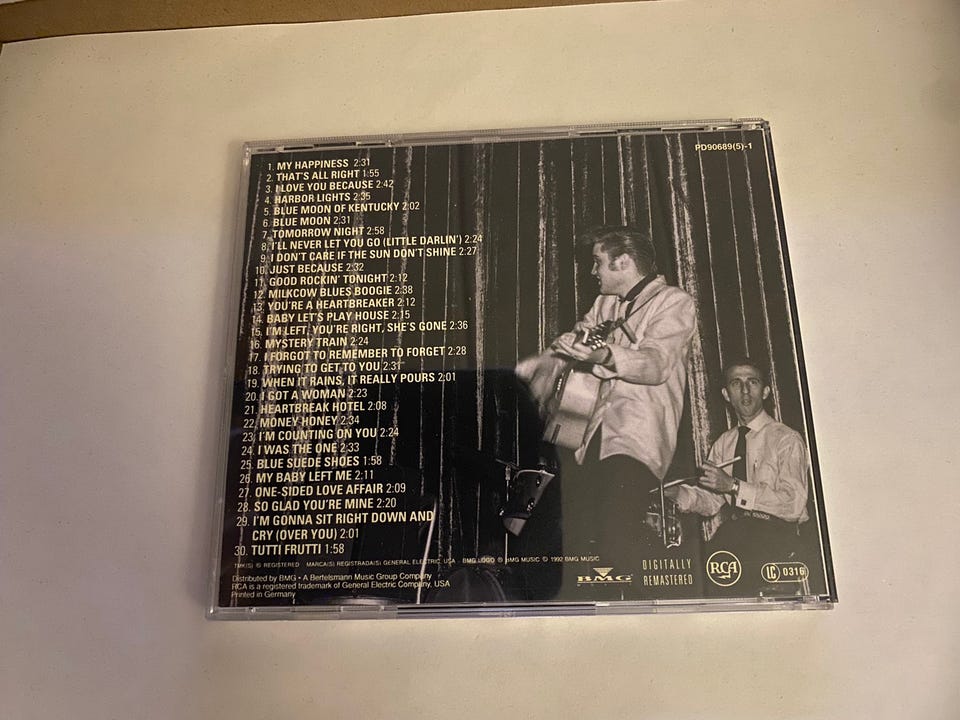 PD90689(5)-1
1. MY HAPPINESS 2:31
2. THAT'S ALL RIGHT 1:55
3. I LOVE YOU BECAUSE 2:42
4. HARBOR LIGHTS 2:35
5. BLUE MOON OF KENTUCKY 2:02
6. BLUE MOON 2:31
7. TOMORROW NIGHT 2:58
8. I'LL NEVER LET YOU GO (LITTLE DARLIN') 2:24
9. I DON'T CARE IF THE SUN DON'T SHINE 2:27
10. JUST BECAUSE 2:32
11. GOOD ROCKIN' TONIGHT 2:12
12. MILKCOW BLUES BOOGIE 2:38
13. YOU'RE A HEARTBREAKER 2:12
14. BABY LET'S PLAY HOUSE 2:15
15. I'M LEFT, YOU'RE RIGHT, SHE'S GONE 2:36
16. MYSTERY TRAIN 2:24
17. I FORGOT TO REMEMBER TO FORGET 2:28
18. TRYING TO GET TO YOU 2:31
19. WHEN IT RAINS, IT REALLY POURS 2:01
20. I GOT A WOMAN 2:23
21. HEARTBREAK HOTEL 2:08
22. MONEY HONEY 2:34
23. I'M COUNTING ON YOU 2:24
24. I WAS THE ONE 2:33
25. BLUE SUEDE SHOES 1:58
26. MY BABY LEFT ME 2:11
27. ONE-SIDED LOVE AFFAIR 2:09
28. SO GLAD YOU'RE MINE 2:20
29. I'M GONNA SIT RIGHT DOWN AND
CRY (OVER YOU) 2:01
30. TUTTI FRUTTI 1:58
TMK(S) ® REGISTERED MARCA(S) REGISTRADA(S) GENERAL ELECTRIC, USA. BMG LOGO ® BMG MUSIC © 1992 BMG MUSIC
Distributed by BMG • A Bertelsmann Music Group Company
RCA is a registered trademark of General Electric Company, USA
Printed in Germany
BMG
DIGITALLY
REMASTERED
RCA
LC 0316